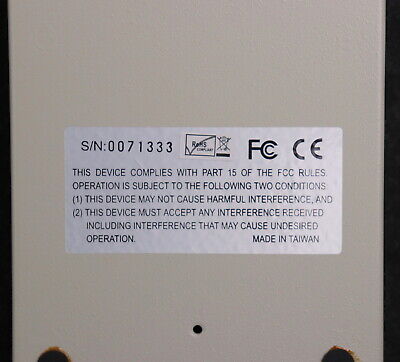 S/N:0071333 RoHS COMPLIANT FC CE
THIS DEVICE COMPLIES WITH PART 15 OF THE FCC RULES.
OPERATION IS SUBJECT TO THE FOLLOWING TWO CONDITIONS
(1) THIS DEVICE MAY NOT CAUSE HARMFUL INTERFERENCE, AND
(2) THIS DEVICE MUST ACCEPT ANY INTERFERENCE RECEIVED
INCLUDING INTERFERENCE THAT MAY CAUSE UNDESIRED
OPERATION. MADE IN TAIWAN